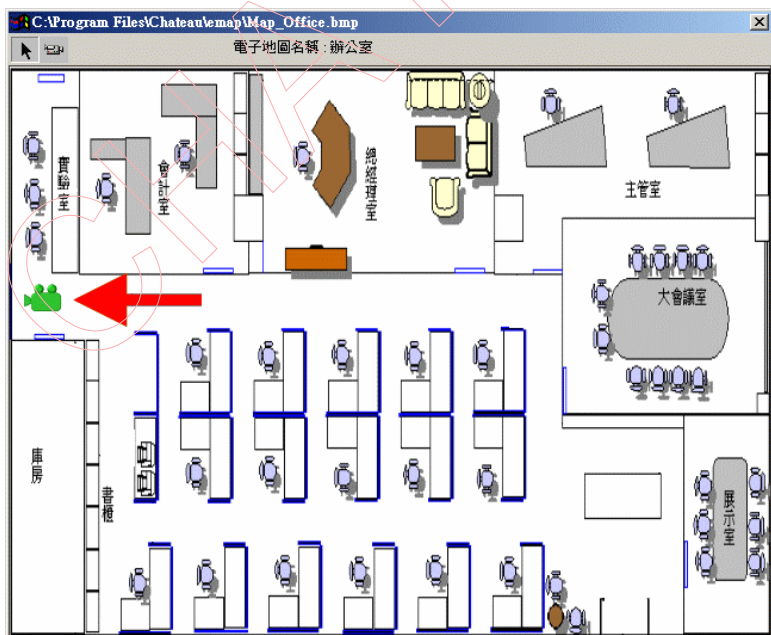 C:\Program Files\Chateau\emap\Map_Office.bmp
電子地圖名稱 : 辦公室
實驗室
會計室
總經理室
主管室
大會議室
庫房
書櫃
展示室